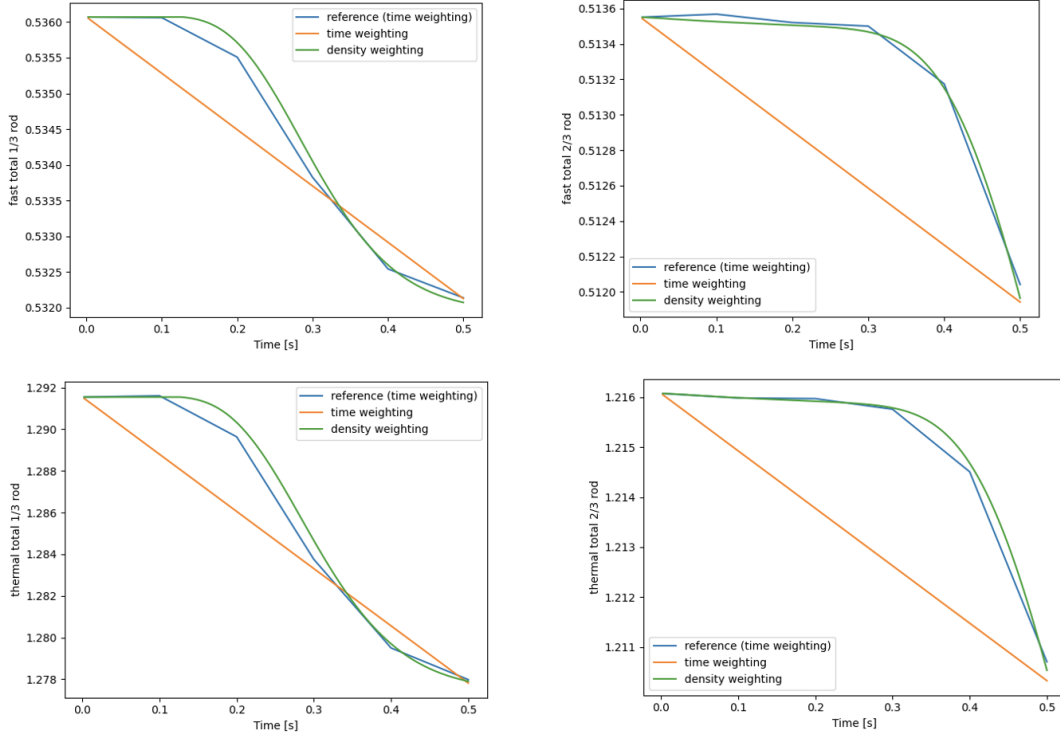 0.5360
0.5355
0.5350
0.5345
0.5340
0.5335
0.5330
0.5325
0.5320
fast total 1/3 rod
reference (time weighting)
time weighting
density weighting
0.0 0.1 0.2 0.3 0.4 0.5
Time [s]
0.5136
0.5134
0.5132
0.5130
0.5128
0.5126
0.5124
0.5122
0.5120
fast total 2/3 rod
reference (time weighting)
time weighting
density weighting
0.0 0.1 0.2 0.3 0.4 0.5
Time [s]
1.292
1.290
1.288
1.286
1.284
1.282
1.280
1.278
thermal total 1/3 rod
reference (time weighting)
time weighting
density weighting
0.0 0.1 0.2 0.3 0.4 0.5
Time [s]
1.216
1.215
1.214
1.213
1.212
1.211
thermal total 2/3 rod
reference (time weighting)
time weighting
density weighting
0.0 0.1 0.2 0.3 0.4 0.5
Time [s]